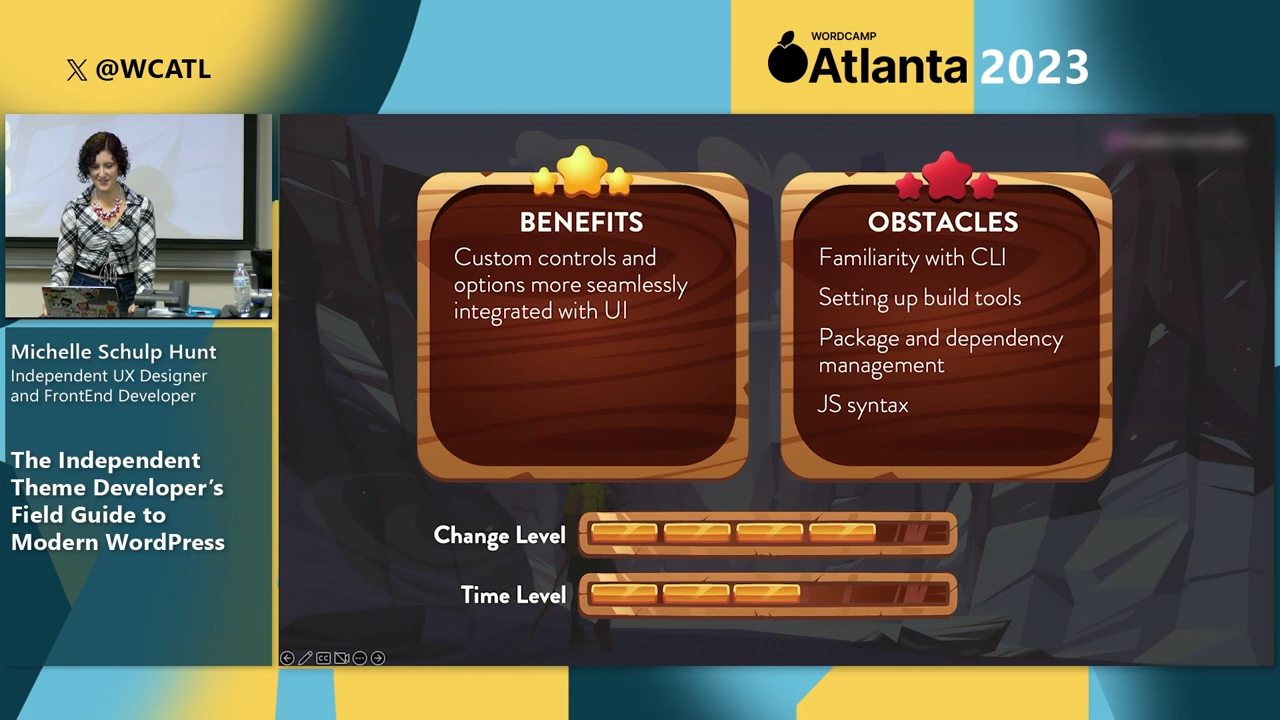 X @WCATL
WORDCAMP
Atlanta 2023
Michelle Schulp Hunt
Independent UX Designer
and FrontEnd Developer
The Independent
Theme Developer’s
Field Guide to
Modern WordPress
BENEFITS
Custom controls and
options more seamlessly
integrated with UI
OBSTACLES
Familiarity with CLI
Setting up build tools
Package and dependency
management
JS syntax
Change Level
Time Level
CC